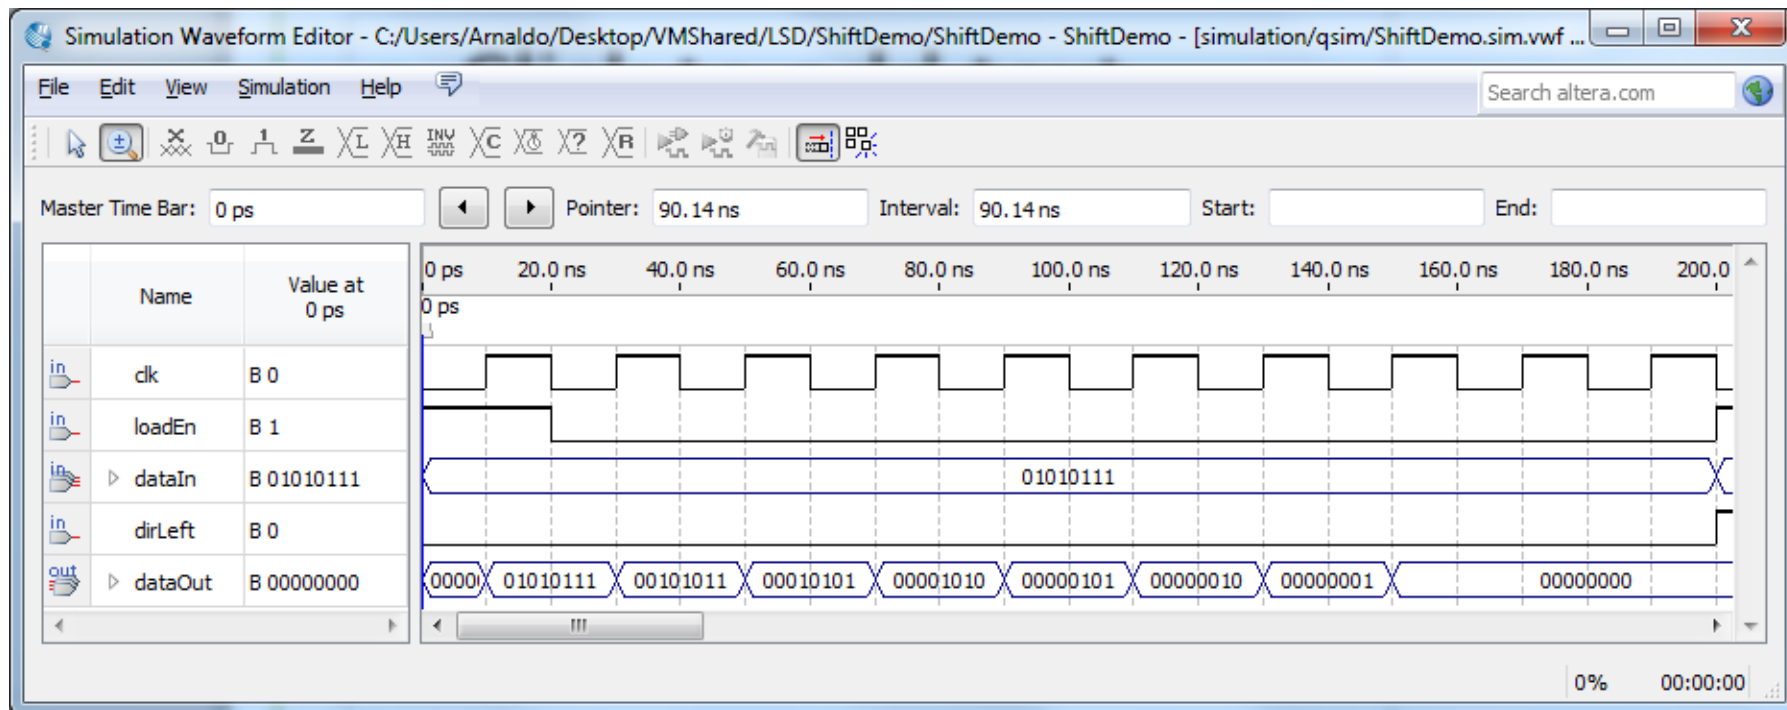 Simulation Waveform Editor - C:/Users/Arnaldo/Desktop/VMShared/LSD/ShiftDemo/ShiftDemo - ShiftDemo - [simulation/qsim/ShiftDemo.sim.vwf ...
File Edit View Simulation Help
Search altera.com
Master Time Bar: 0 ps Pointer: 90.14 ns Interval: 90.14 ns Start: End:
Name Value at 0 ps
0 ps 20.0 ns 40.0 ns 60.0 ns 80.0 ns 100.0 ns 120.0 ns 140.0 ns 160.0 ns 180.0 ns 200.0
0 ps
in clk B 0
in loadEn B 1
in dataIn B 01010111 01010111
in dirLeft B 0
out dataOut B 00000000 0000 01010111 00101011 00010101 00001010 00000101 00000010 00000001 00000000
0% 00:00:00